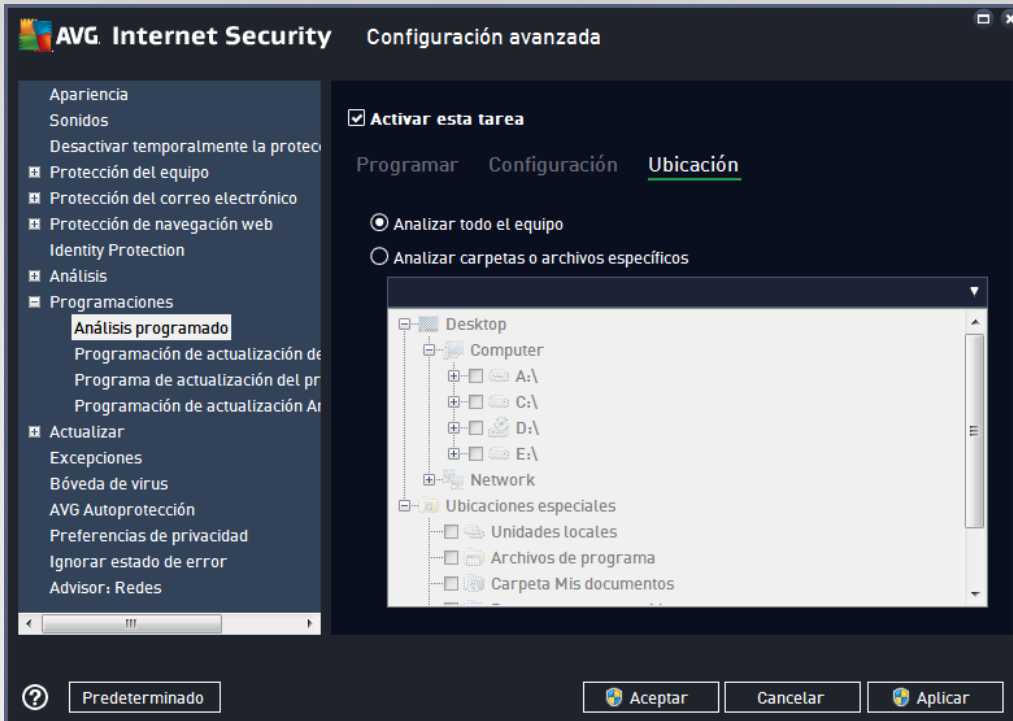 AVG Internet Security Configuración avanzada
Apariencia
Sonidos
Desactivar temporalmente la protec
Protección del equipo
Protección del correo electrónico
Protección de navegación web
Identity Protection
Análisis
Programaciones
Análisis programado
Programación de actualización de
Programa de actualización del pr
Programación de actualización An
Actualizar
Excepciones
Bóveda de virus
AVG Autoprotección
Preferencias de privacidad
Ignorar estado de error
Advisor: Redes
Activar esta tarea
Programar Configuración Ubicación
Analizar todo el equipo
Analizar carpetas o archivos específicos
Desktop
Computer
A:\
C:\
D:\
E:\
Network
Ubicaciones especiales
Unidades locales
Archivos de programa
Carpeta Mis documentos
Predeterminado
Aceptar
Cancelar
Aplicar